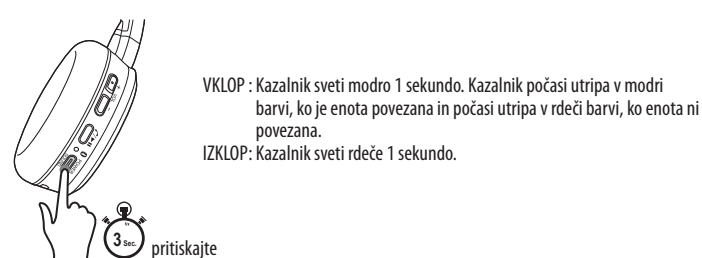 VKLOP : Kazalnik sveti modro 1 sekundo. Kazalnik počasi utripa v modri
barvi, ko je enota povezana in počasi utripa v rdeči barvi, ko enota ni
povezana.
IZKLOP: Kazalnik sveti rdeče 1 sekundo.
3 Sec.
pritiskajte